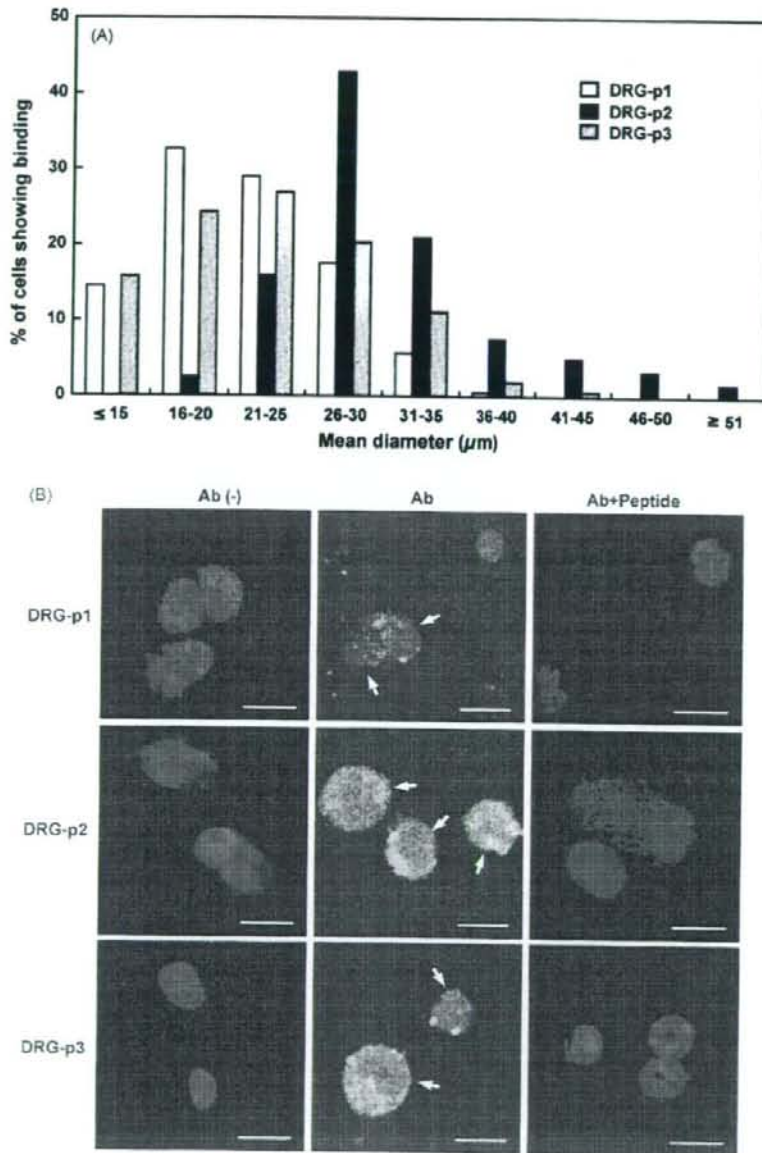 (A)
50
40
30
20
10
0
% of cells showing binding
DRG-p1
DRG-p2
DRG-p3
≤ 15 16-20 21-25 26-30 31-35 36-40 41-45 46-50 ≥ 51
Mean diameter (µm)
(B)
Ab (-) Ab Ab+Peptide
DRG-p1
DRG-p2
DRG-p3